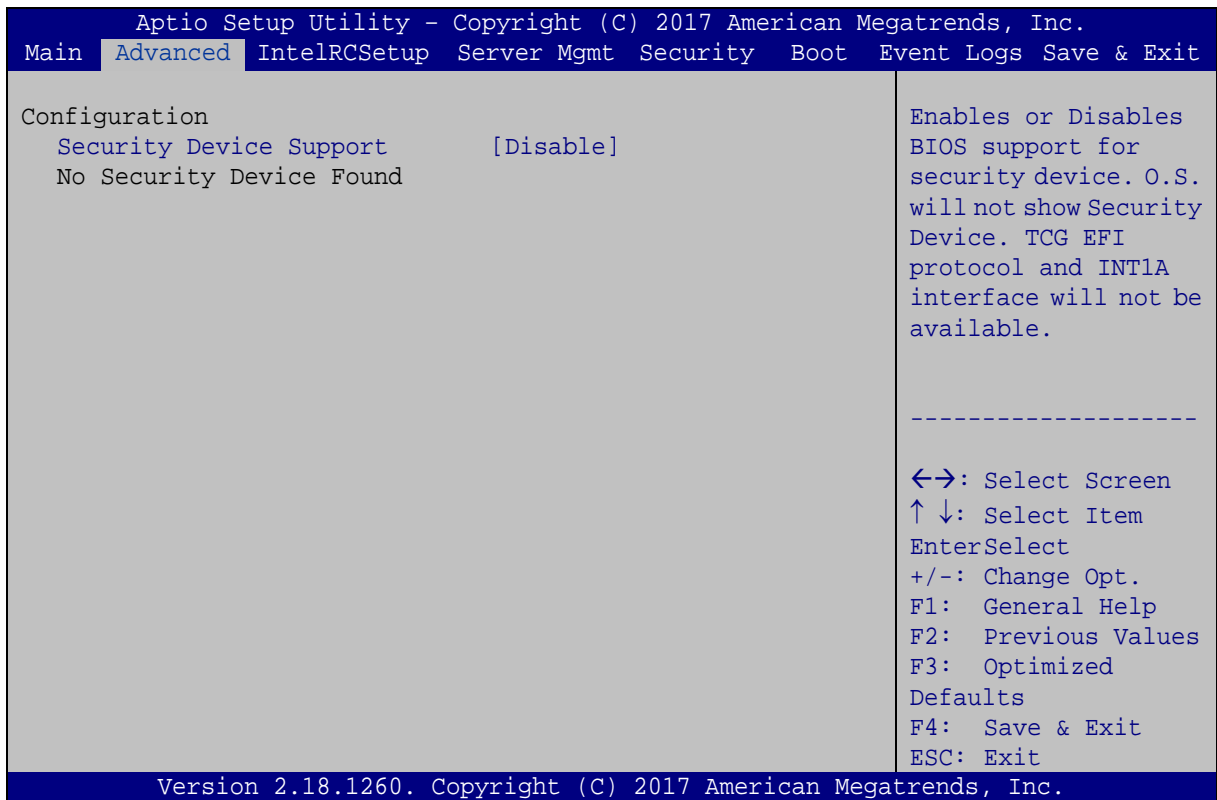 Aptio Setup Utility – Copyright (C) 2017 American Megatrends, Inc.
Main Advanced IntelRCSetup Server Mgmt Security Boot Event Logs Save & Exit
Configuration
Security Device Support [Disable]
No Security Device Found
Enables or Disables
BIOS support for
security device. O.S.
will not show Security
Device. TCG EFI
protocol and INT1A
interface will not be
available.
--------------------
←→: Select Screen
↑ ↓: Select Item
EnterSelect
+/-: Change Opt.
F1: General Help
F2: Previous Values
F3: Optimized
Defaults
F4: Save & Exit
ESC: Exit
Version 2.18.1260. Copyright (C) 2017 American Megatrends, Inc.